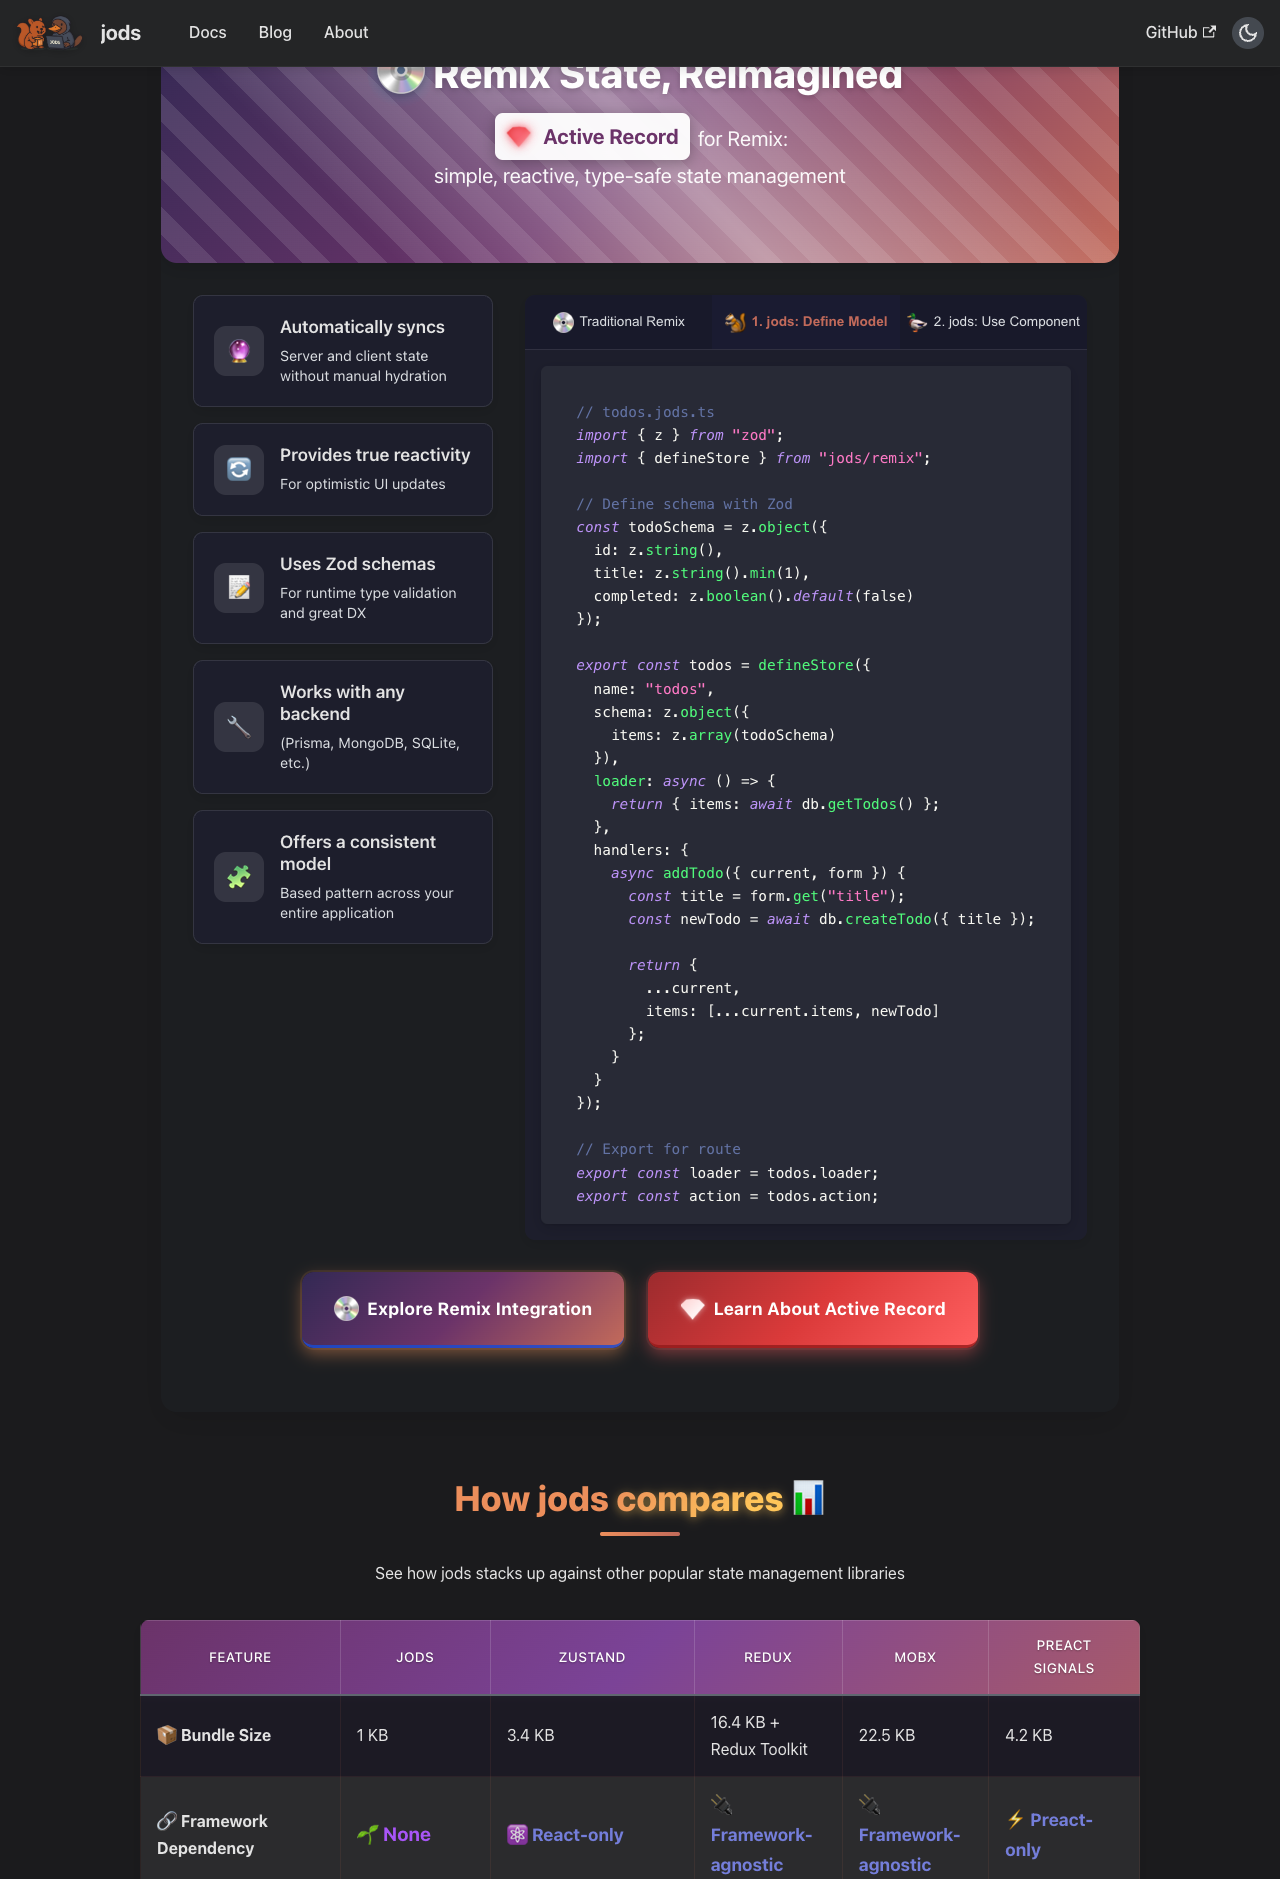 jods
Docs
Blog
About
GitHub
Remix State, Reimagined
Active Record for Remix:
simple, reactive, type-safe state management
Automatically syncs
Server and client state
without manual hydration
Provides true reactivity
For optimistic UI updates
Uses Zod schemas
For runtime type validation
and great DX
Works with any
backend
(Prisma, MongoDB, SQLite,
etc.)
Offers a consistent
model
Based pattern across your
entire application
Traditional Remix
1. jods: Define Model
2. jods: Use Component
// todos.jods.ts
import { z } from "zod";
import { defineStore } from "jods/remix";
// Define schema with Zod
const todoSchema = z.object({
  id: z.string(),
  title: z.string().min(1),
  completed: z.boolean().default(false)
});
export const todos = defineStore({
  name: "todos",
  schema: z.object({
    items: z.array(todoSchema)
  }),
  loader: async () => {
    return { items: await db.getTodos() };
  },
  handlers: {
    async addTodo({ current, form }) {
      const title = form.get("title");
      const newTodo = await db.createTodo({ title });
      return {
        ...current,
        items: [...current.items, newTodo]
      };
    }
  }
});
// Export for route
export const loader = todos.loader;
export const action = todos.action;
Explore Remix Integration
Learn About Active Record
How jods compares
See how jods stacks up against other popular state management libraries
FEATURE
JODS
ZUSTAND
REDUX
MOBX
PREACT
SIGNALS
Bundle Size
1 KB
3.4 KB
16.4 KB +
Redux Toolkit
22.5 KB
4.2 KB
Framework
Dependency
None
React-only
Framework-
agnostic
Framework-
agnostic
Preact-
only